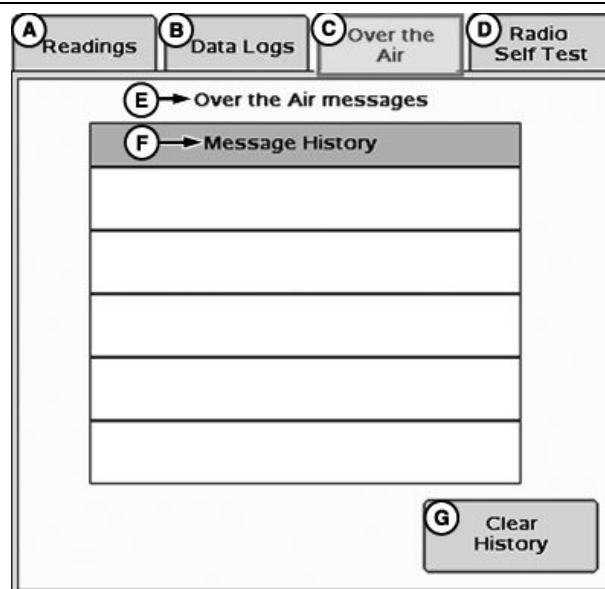 A Readings
B Data Logs
C Over the
Air
D Radio
Self Test
E Over the Air messages
F Message History
G Clear
History